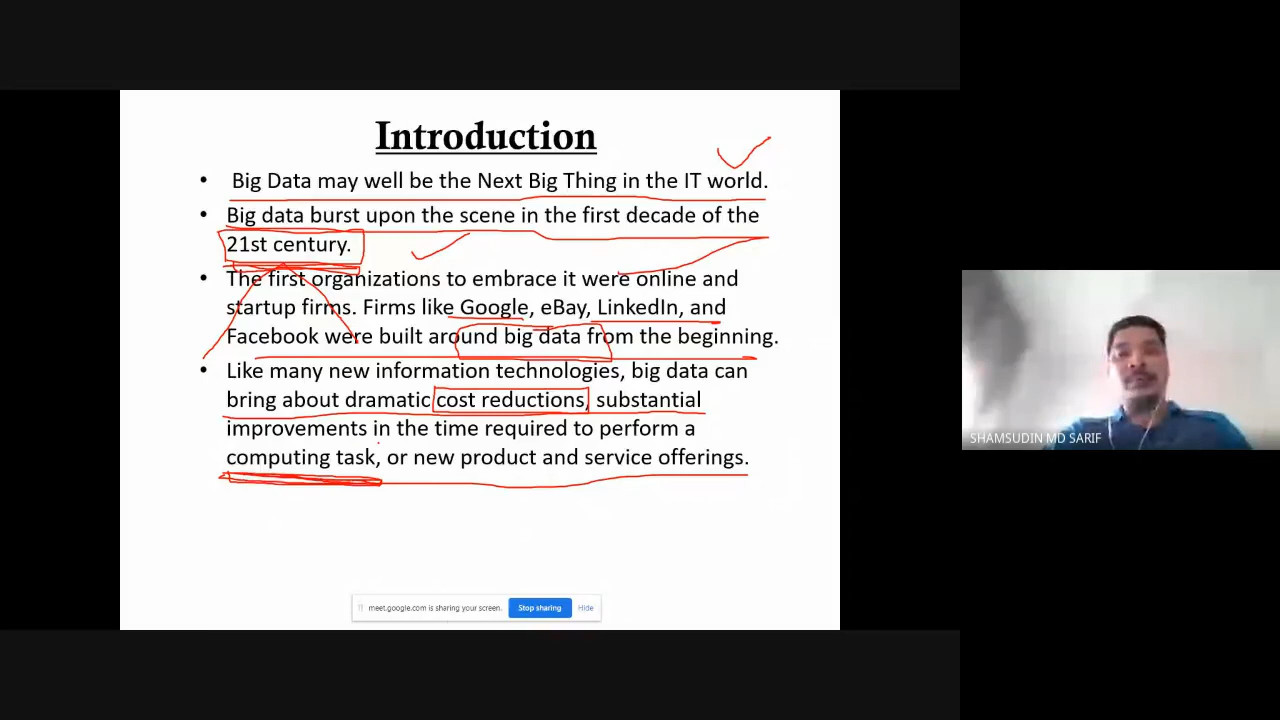 Introduction
• Big Data may well be the Next Big Thing in the IT world.
• Big data burst upon the scene in the first decade of the
21st century.
• The first organizations to embrace it were online and
startup firms. Firms like Google, eBay, LinkedIn, and
Facebook were built around big data from the beginning.
• Like many new information technologies, big data can
bring about dramatic cost reductions, substantial
improvements in the time required to perform a
computing task, or new product and service offerings.
SHAMSUDIN MD SARIF
meet.google.com is sharing your screen. Stop sharing Hide